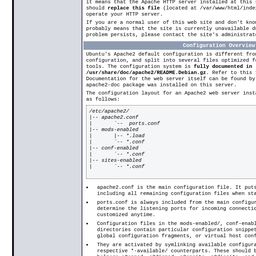 It means that the Apache HTTP server installed at this
should replace this file (located at /var/www/html/inde
operate your HTTP server.
If you are a normal user of this web site and don't know
probably means that the site is currently unavailable d
problem persists, please contact the site's administrat
Configuration Overview
Ubuntu's Apache2 default configuration is different fro
configuration, and split into several files optimized f
tools. The configuration system is fully documented in
/usr/share/doc/apache2/README.Debian.gz. Refer to this
Documentation for the web server itself can be found by
apache2-doc package was installed on this server.
The configuration layout for an Apache2 web server insta
as follows:
/etc/apache2/
|-- apache2.conf
|       `--  ports.conf
|-- mods-enabled
|       |-- *.load
|       `-- *.conf
|-- conf-enabled
|       `-- *.conf
|-- sites-enabled
|       `-- *.conf
• apache2.conf is the main configuration file. It puts
including all remaining configuration files when sta
• ports.conf is always included from the main configur
determine the listening ports for incoming connectio
customized anytime.
• Configuration files in the mods-enabled/, conf-enabl
directories contain particular configuration snippet
global configuration fragments, or virtual host conf
• They are activated by symlinking available configura
respective *-available/ counterparts. These should b